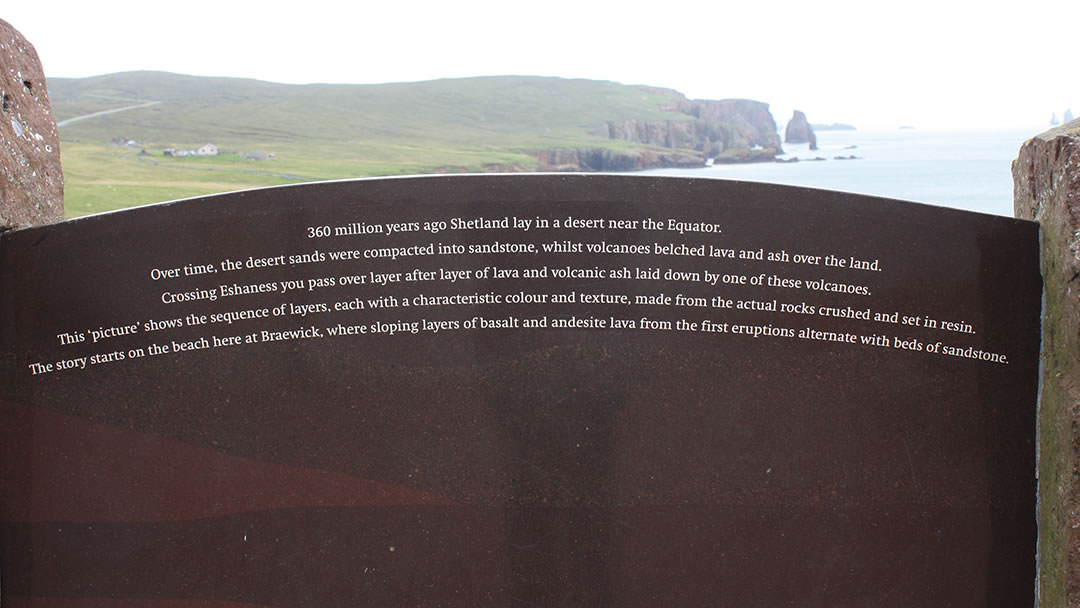 360 million years ago Shetland lay in a desert near the Equator.
Over time, the desert sands were compacted into sandstone, whilst volcanoes belched lava and ash over the land.
Crossing Eshaness you pass over layer after layer of lava and volcanic ash laid down by one of these volcanoes.
This ‘picture’ shows the sequence of layers, each with a characteristic colour and texture, made from the actual rocks crushed and set in resin.
The story starts on the beach here at Braewick, where sloping layers of basalt and andesite lava from the first eruptions alternate with beds of sandstone.